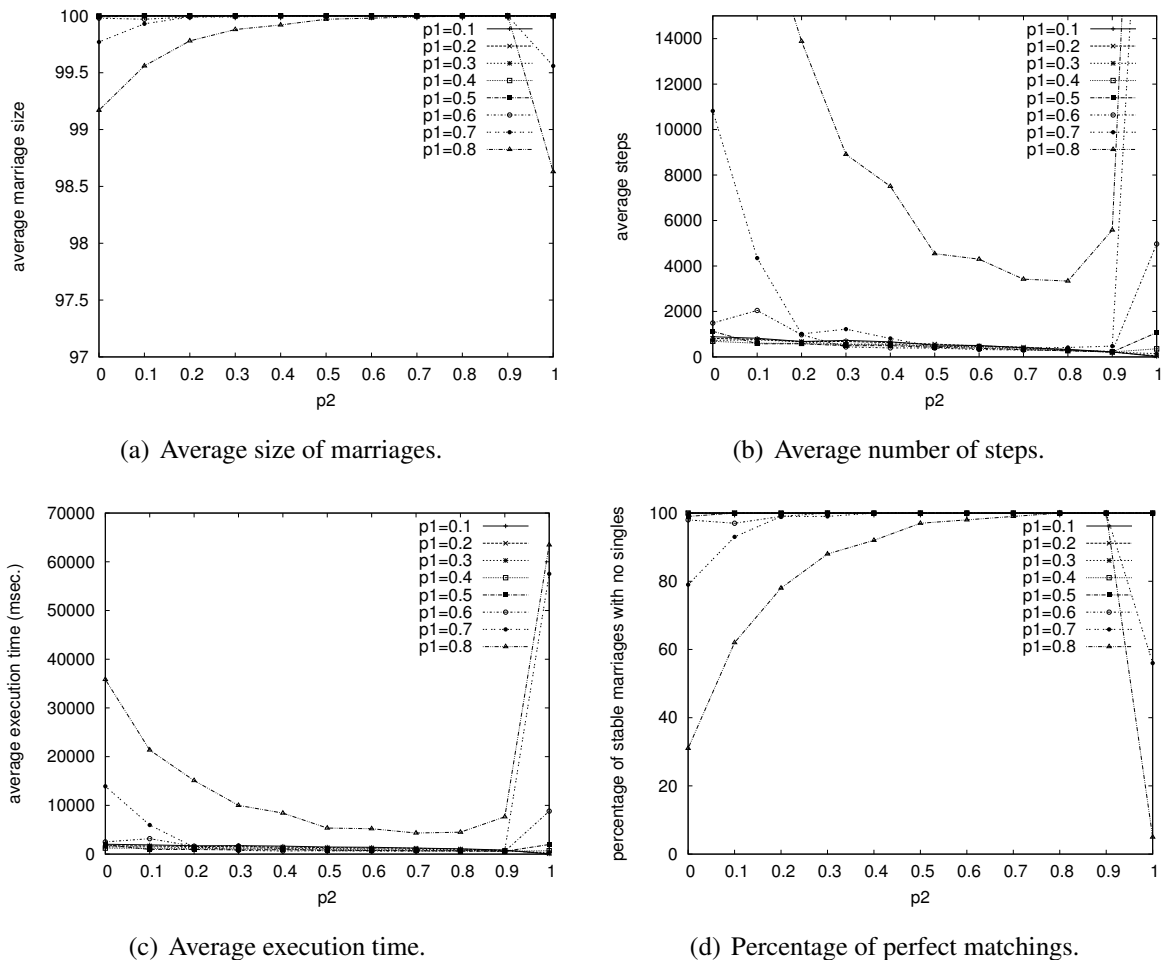 100
99.5
99
98.5
98
97.5
97
0 0.1 0.2 0.3 0.4 0.5 0.6 0.7 0.8 0.9 1
average marriage size
p2
p1=0.1
p1=0.2
p1=0.3
p1=0.4
p1=0.5
p1=0.6
p1=0.7
p1=0.8
(a) Average size of marriages.
14000
12000
10000
8000
6000
4000
2000
0
0 0.1 0.2 0.3 0.4 0.5 0.6 0.7 0.8 0.9 1
average steps
p2
p1=0.1
p1=0.2
p1=0.3
p1=0.4
p1=0.5
p1=0.6
p1=0.7
p1=0.8
(b) Average number of steps.
70000
60000
50000
40000
30000
20000
10000
0
0 0.1 0.2 0.3 0.4 0.5 0.6 0.7 0.8 0.9 1
average execution time (msec.)
p2
p1=0.1
p1=0.2
p1=0.3
p1=0.4
p1=0.5
p1=0.6
p1=0.7
p1=0.8
(c) Average execution time.
100
80
60
40
20
0
0 0.1 0.2 0.3 0.4 0.5 0.6 0.7 0.8 0.9 1
percentage of stable marriages with no singles
p2
p1=0.1
p1=0.2
p1=0.3
p1=0.4
p1=0.5
p1=0.6
p1=0.7
p1=0.8
(d) Percentage of perfect matchings.